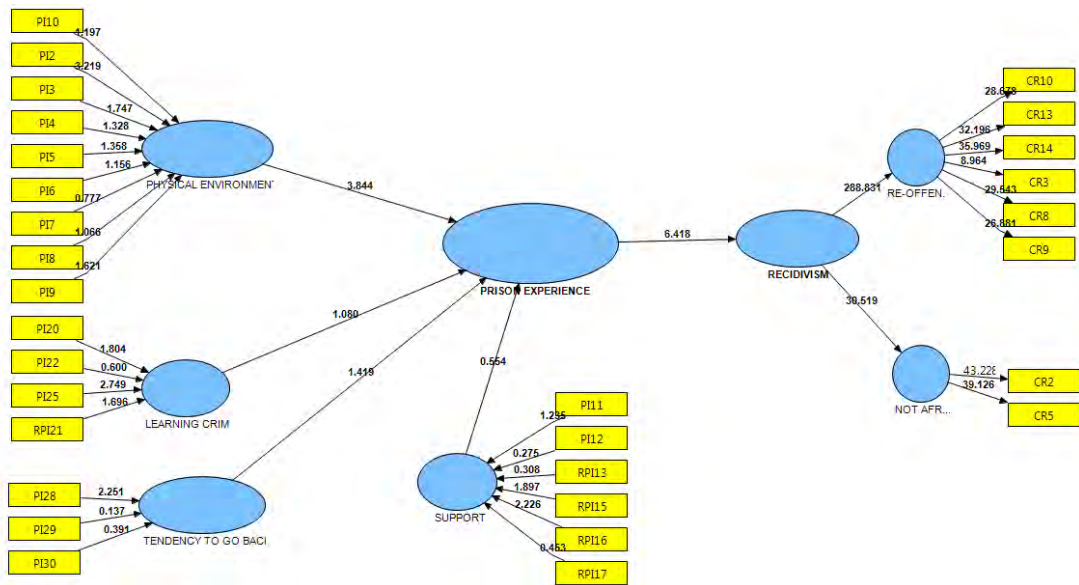 PI10
4.197
PI2
3.219
PI3
1.747
PI4
1.328
PI5
1.358
PI6
1.156
PI7
0.777
PI8
1.066
PI9
1.621
PHYSICAL ENVIRONMENT
3.844
PI20
1.804
PI22
0.600
PI25
2.749
RPI21
1.696
LEARNING CRIM
1.080
PI28
2.251
PI29
0.137
PI30
0.391
TENDENCY TO GO BACI
1.419
PRISON EXPERIENCE
0.554
SUPPORT
PI11
1.235
PI12
0.275
RPI13
0.308
RPI15
1.897
RPI16
2.226
RPI17
0.453
6.418
RECIDIVISM
288.831
RE-OFFEN.
CR10
28.678
CR13
32.196
CR14
35.969
CR3
8.964
CR8
29.543
CR9
26.881
30.519
NOT AFR...
CR2
43.228
CR5
39.126